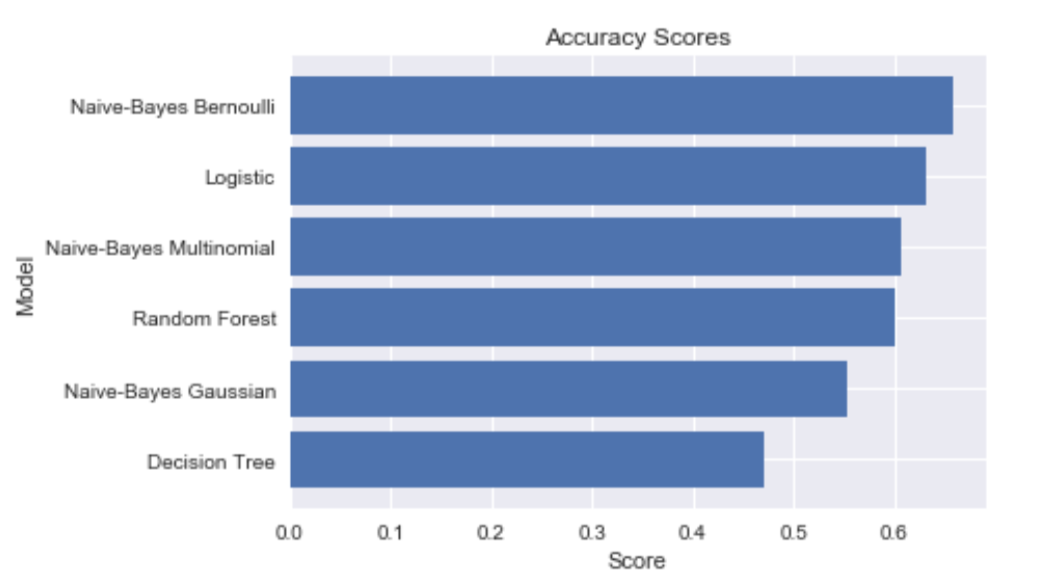 Accuracy Scores
Naive-Bayes Bernoulli
Logistic
Naive-Bayes Multinomial
Random Forest
Naive-Bayes Gaussian
Decision Tree
Model
0.0 0.1 0.2 0.3 0.4 0.5 0.6
Score